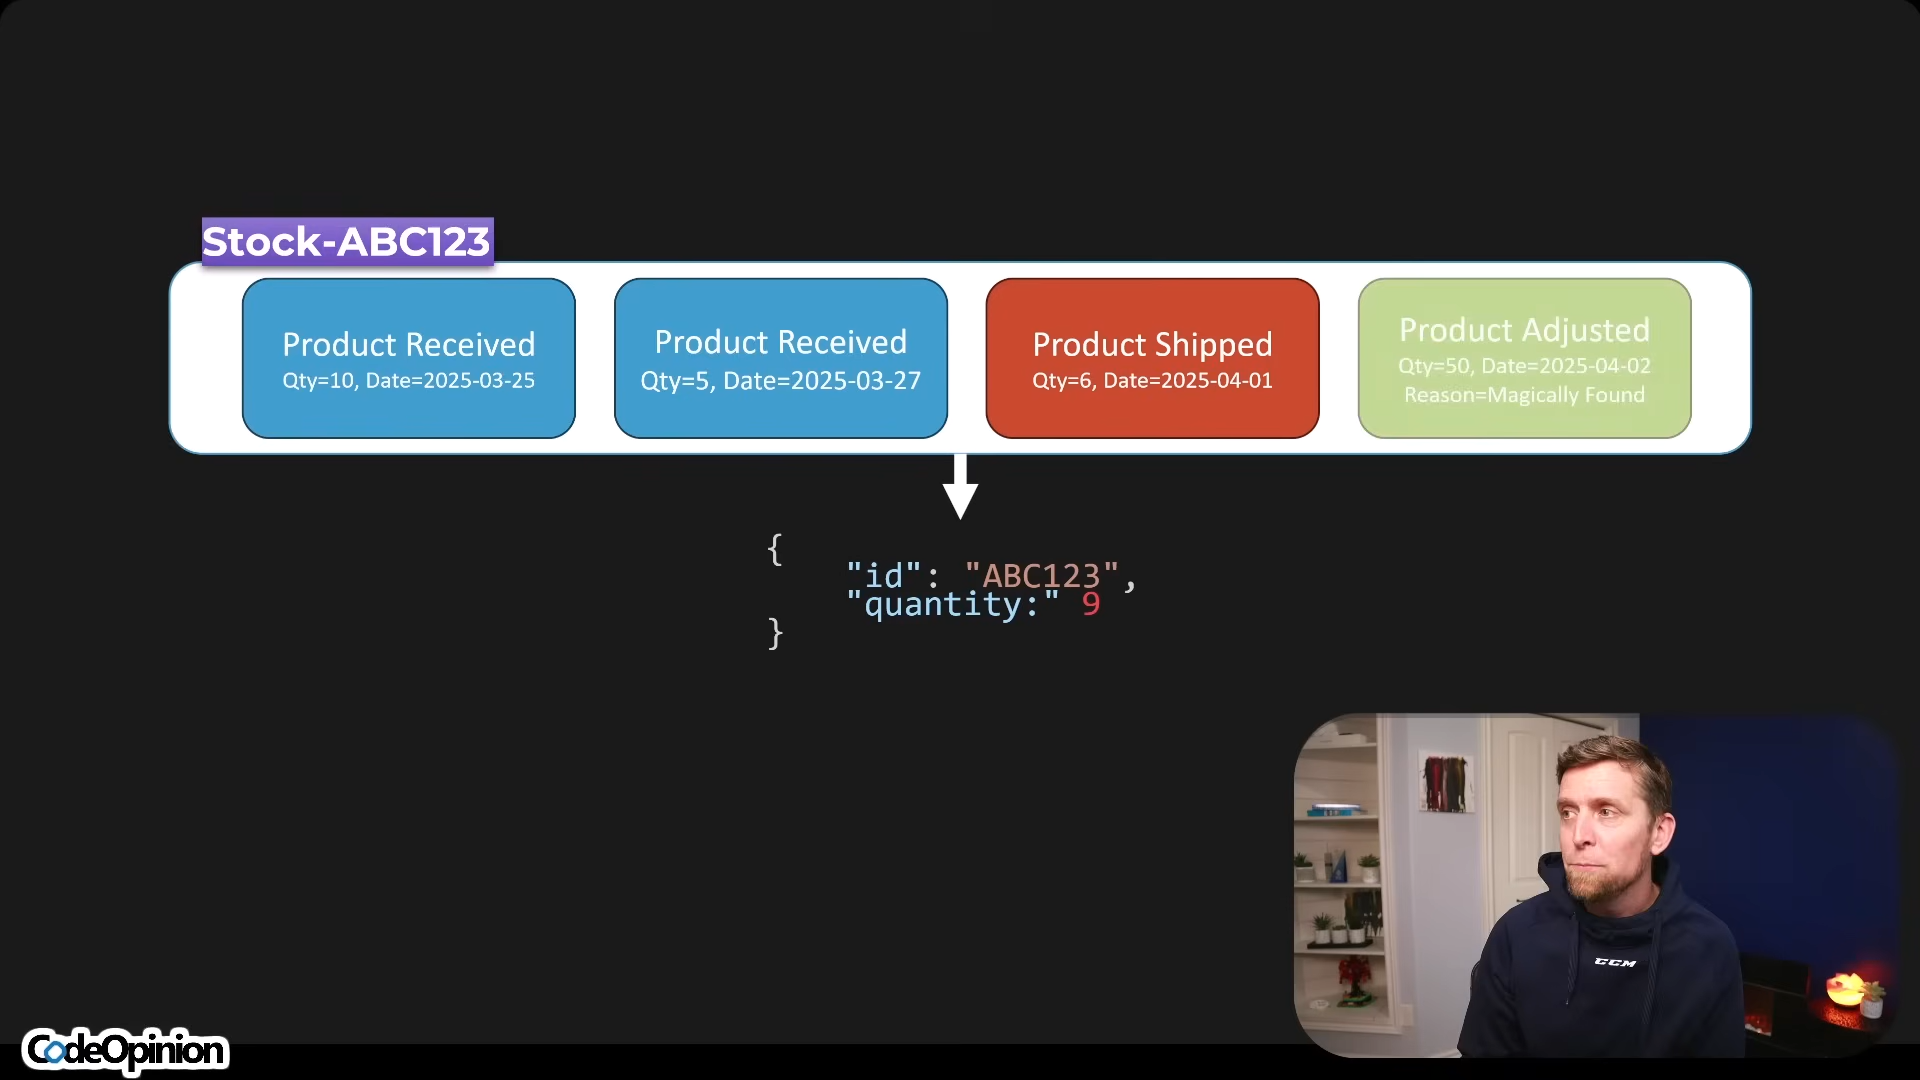 Stock-ABC123
Product Received
Qty=10, Date=2025-03-25
Product Received
Qty=5, Date=2025-03-27
Product Shipped
Qty=6, Date=2025-04-01
Product Adjusted
Qty=50, Date=2025-04-02
Reason=Magically Found
{
"id": "ABC123",
"quantity:" 9
}
CCM
CodeOpinion